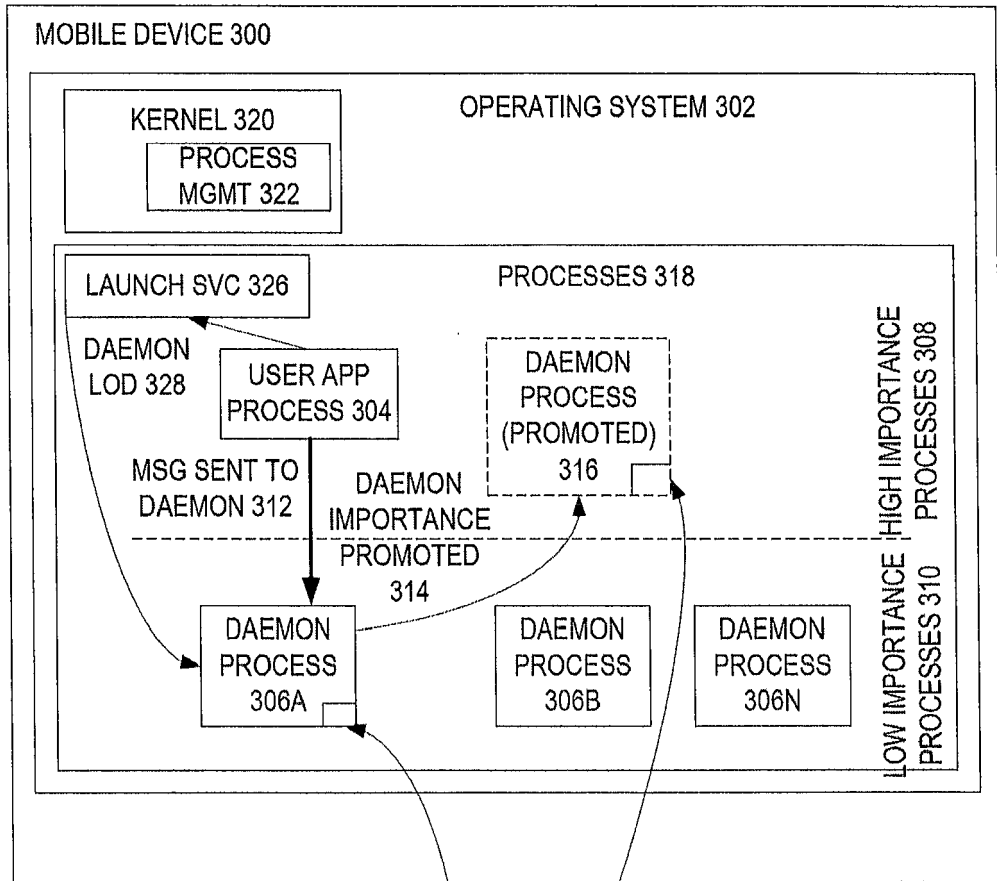 MOBILE DEVICE 300
OPERATING SYSTEM 302
KERNEL 320
PROCESS
MGMT 322
PROCESSES 318
LAUNCH SVC 326
DAEMON
LOD 328
USER APP
PROCESS 304
DAEMON
PROCESS
(PROMOTED)
316
HIGH IMPORTANCE
PROCESSES 308
MSG SENT TO
DAEMON 312
DAEMON
IMPORTANCE
PROMOTED
314
DAEMON
PROCESS
306A
DAEMON
PROCESS
306B
DAEMON
PROCESS
306N
LOW IMPORTANCE
PROCESSES 310